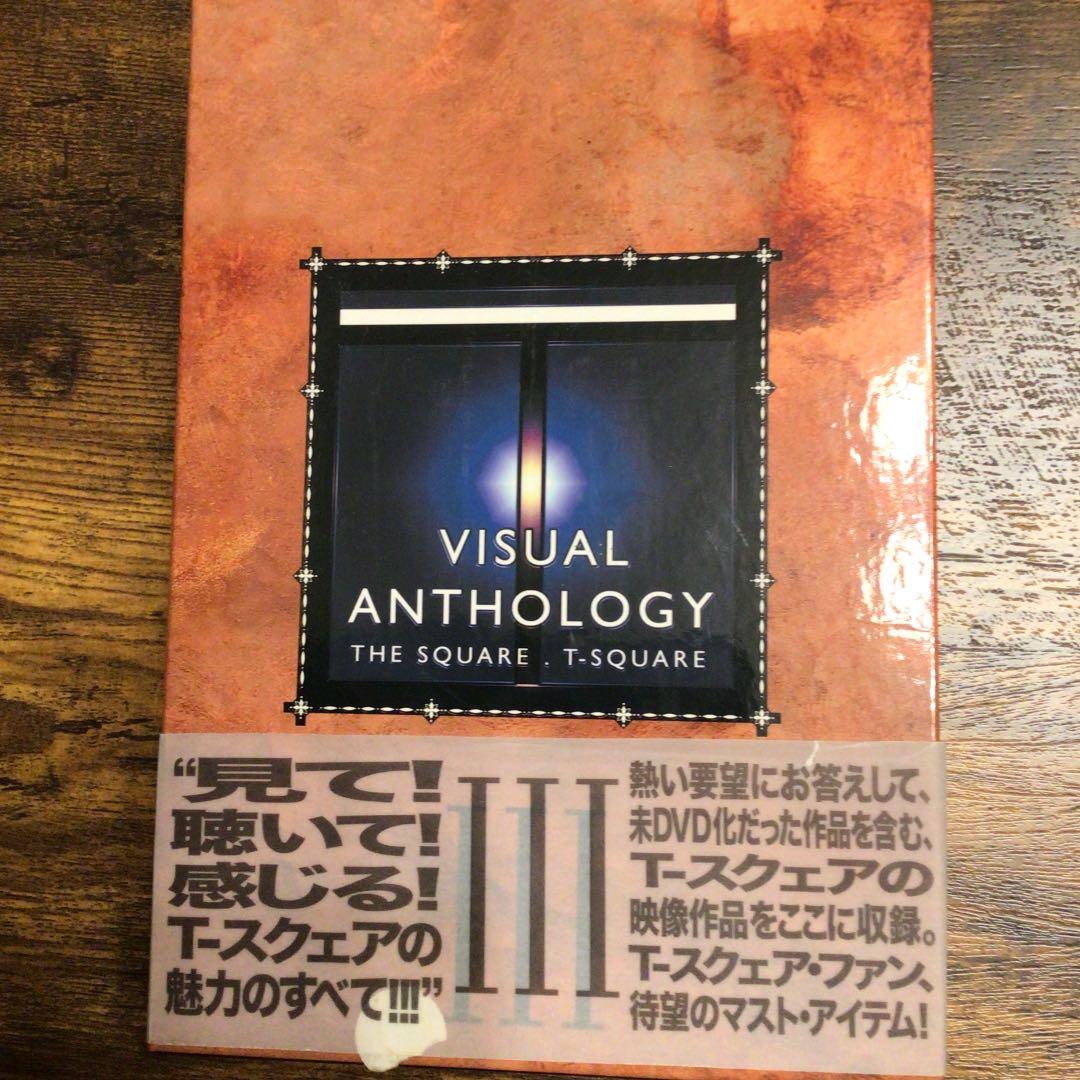 VISUAL
ANTHOLOGY
THE SQUARE . T-SQUARE
“見て!
聴いて!
感じる!
T-スクェアの
魅力のすべて!!!”
III
熱い要望にお答えして、
未DVD化だった作品を含む、
T-スクェアの
映像作品をここに収録。
T-スクェア・ファン、
待望のマスト・アイテム!